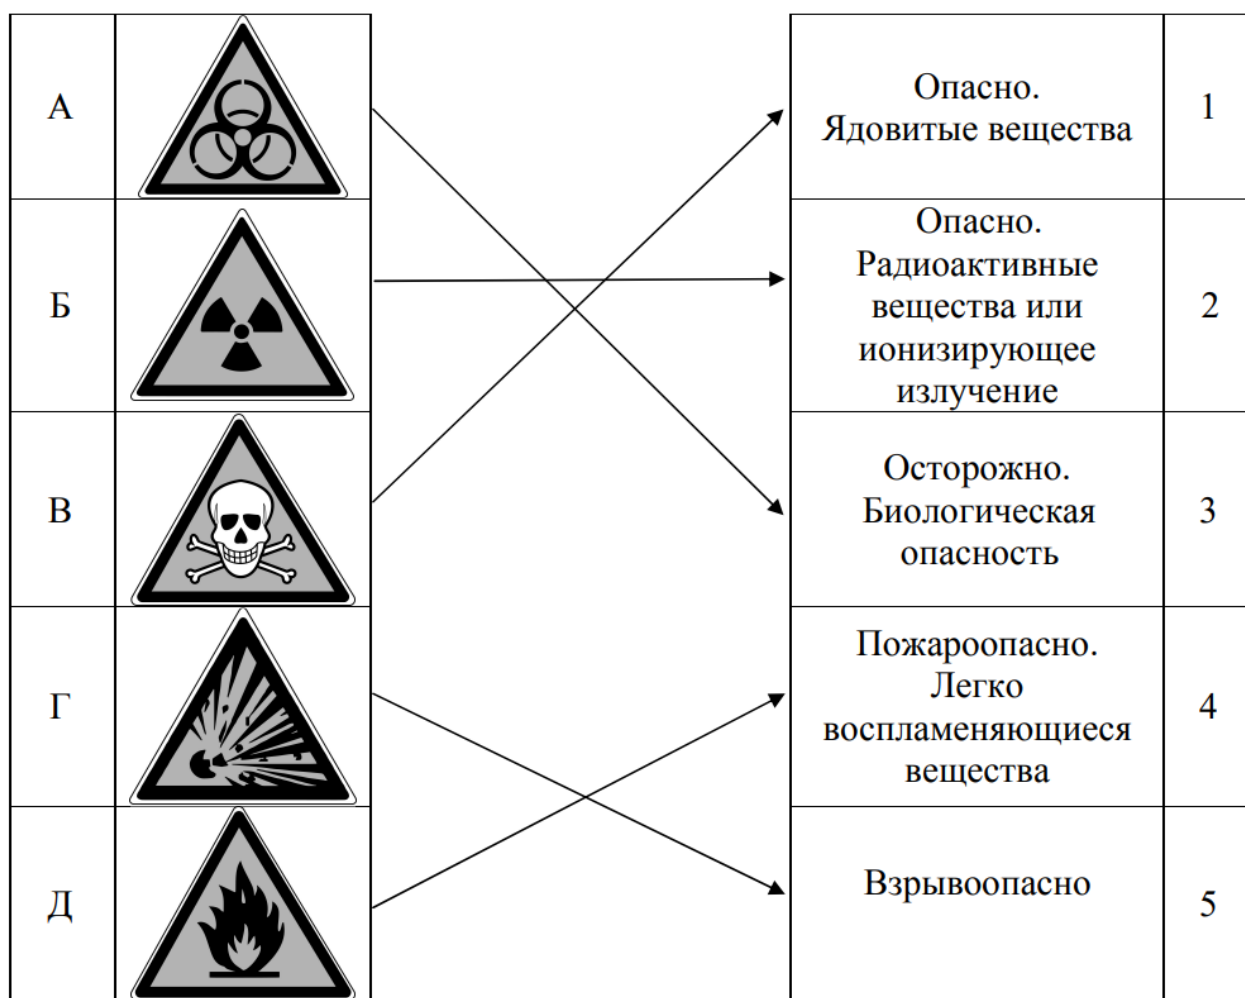 А
Опасно.
Ядовитые вещества
1
Б
Опасно.
Радиоактивные
вещества или
ионизирующее
излучение
2
В
Осторожно.
Биологическая
опасность
3
Г
Пожароопасно.
Легко
воспламеняющиеся
вещества
4
Д
Взрывоопасно
5